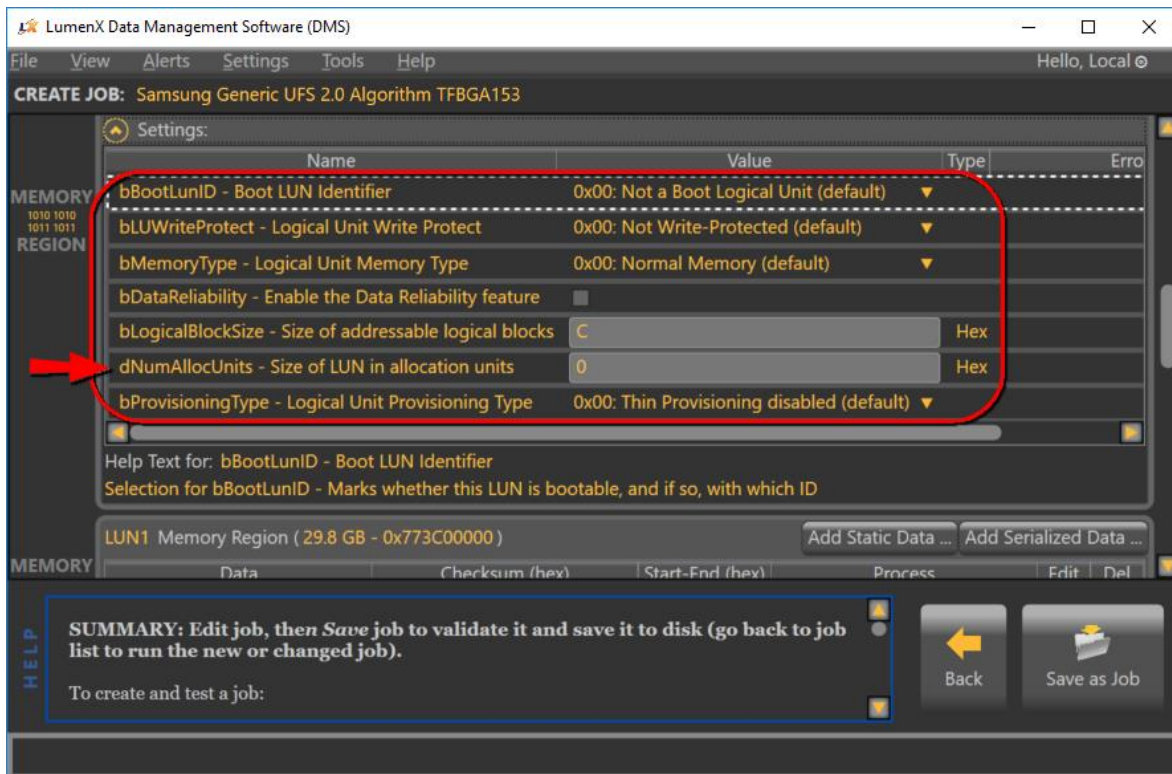 LumenX Data Management Software (DMS)
File View Alerts Settings Tools Help Hello, Local
CREATE JOB: Samsung Generic UFS 2.0 Algorithm TFBGA153
Settings:
Name Value Type Erro
MEMORY
1010 1010
1011 1011
REGION
bBootLunID - Boot LUN Identifier 0x00: Not a Boot Logical Unit (default)
bLUWriteProtect - Logical Unit Write Protect 0x00: Not Write-Protected (default)
bMemoryType - Logical Unit Memory Type 0x00: Normal Memory (default)
bDataReliability - Enable the Data Reliability feature
bLogicalBlockSize - Size of addressable logical blocks C Hex
dNumAllocUnits - Size of LUN in allocation units 0 Hex
bProvisioningType - Logical Unit Provisioning Type 0x00: Thin Provisioning disabled (default)
Help Text for: bBootLunID - Boot LUN Identifier
Selection for bBootLunID - Marks whether this LUN is bootable, and if so, with which ID
LUN1 Memory Region ( 29.8 GB - 0x773C00000 ) Add Static Data ... Add Serialized Data ...
MEMORY
Data Checksum (hex) Start-End (hex) Process Edit Del
HELP
SUMMARY: Edit job, then Save job to validate it and save it to disk (go back to job
list to run the new or changed job).
To create and test a job:
Back
Save as Job